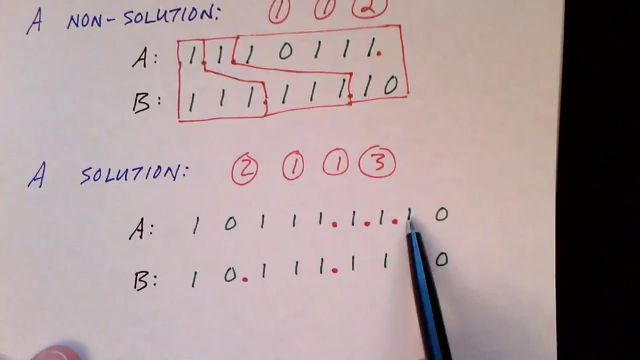 A NON-SOLUTION: 1 1 2
A: 1.1.1 0 1 1 1.
B: 1 1 1.1 1 1.1 0
A SOLUTION: 2 1 1 3
A: 1 0 1 1 1.1.1.1 0
B: 1 0.1 1 1.1 1 0